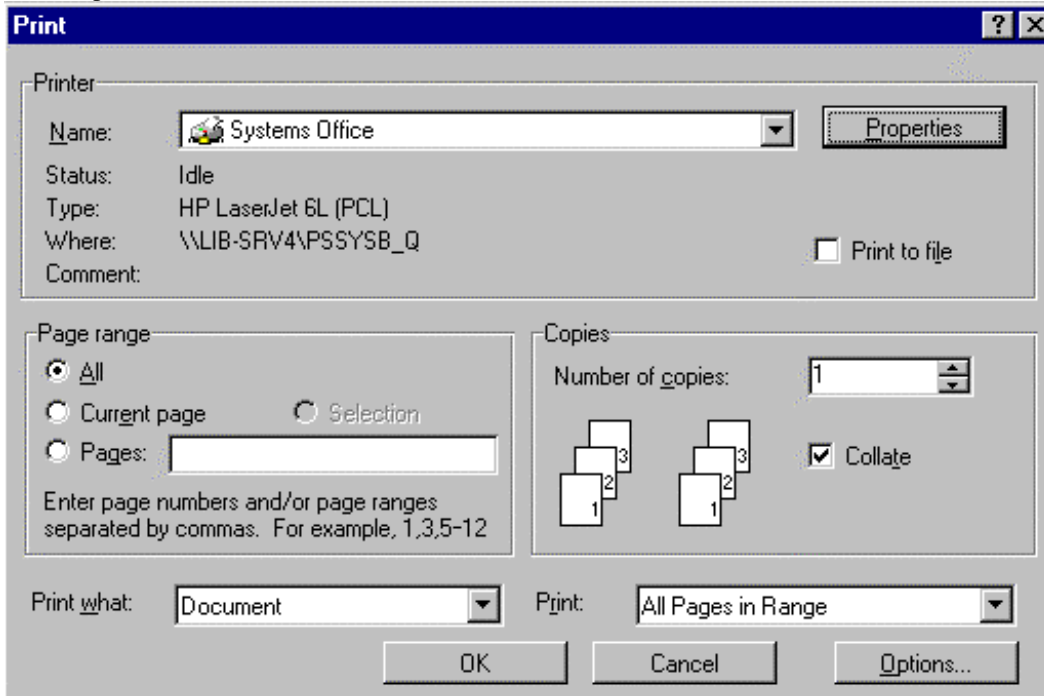 Print
Printer
Name: Systems Office Properties
Status: Idle
Type: HP LaserJet 6L (PCL)
Where: \\LIB-SRV4\PSSYSB_Q
Print to file
Comment:
Page range
All
Current page Selection
Pages:
Enter page numbers and/or page ranges
separated by commas. For example, 1,3,5-12
Copies
Number of copies: 1
3 3
2 2
1 1
Collate
Print what: Document Print: All Pages in Range
OK Cancel Options...